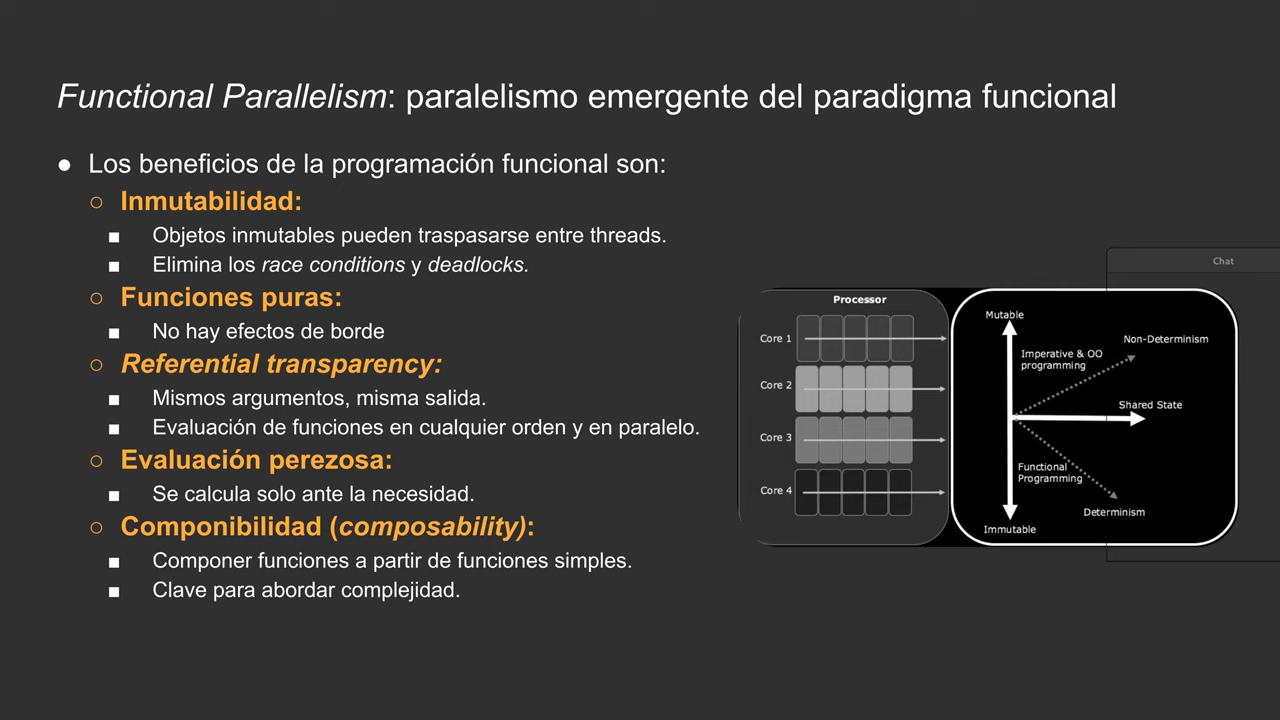 Functional Parallelism: paralelismo emergente del paradigma funcional
● Los beneficios de la programación funcional son:
○ Inmutabilidad:
■ Objetos inmutables pueden traspasarse entre threads.
■ Elimina los race conditions y deadlocks.
○ Funciones puras:
■ No hay efectos de borde
○ Referential transparency:
■ Mismos argumentos, misma salida.
■ Evaluación de funciones en cualquier orden y en paralelo.
○ Evaluación perezosa:
■ Se calcula solo ante la necesidad.
○ Componibilidad (composability):
■ Componer funciones a partir de funciones simples.
■ Clave para abordar complejidad.
Chat
Processor
Core 1
Core 2
Core 3
Core 4
Mutable
Non-Determinism
Imperative & OO
programming
Shared State
Functional
Programming
Determinism
Immutable